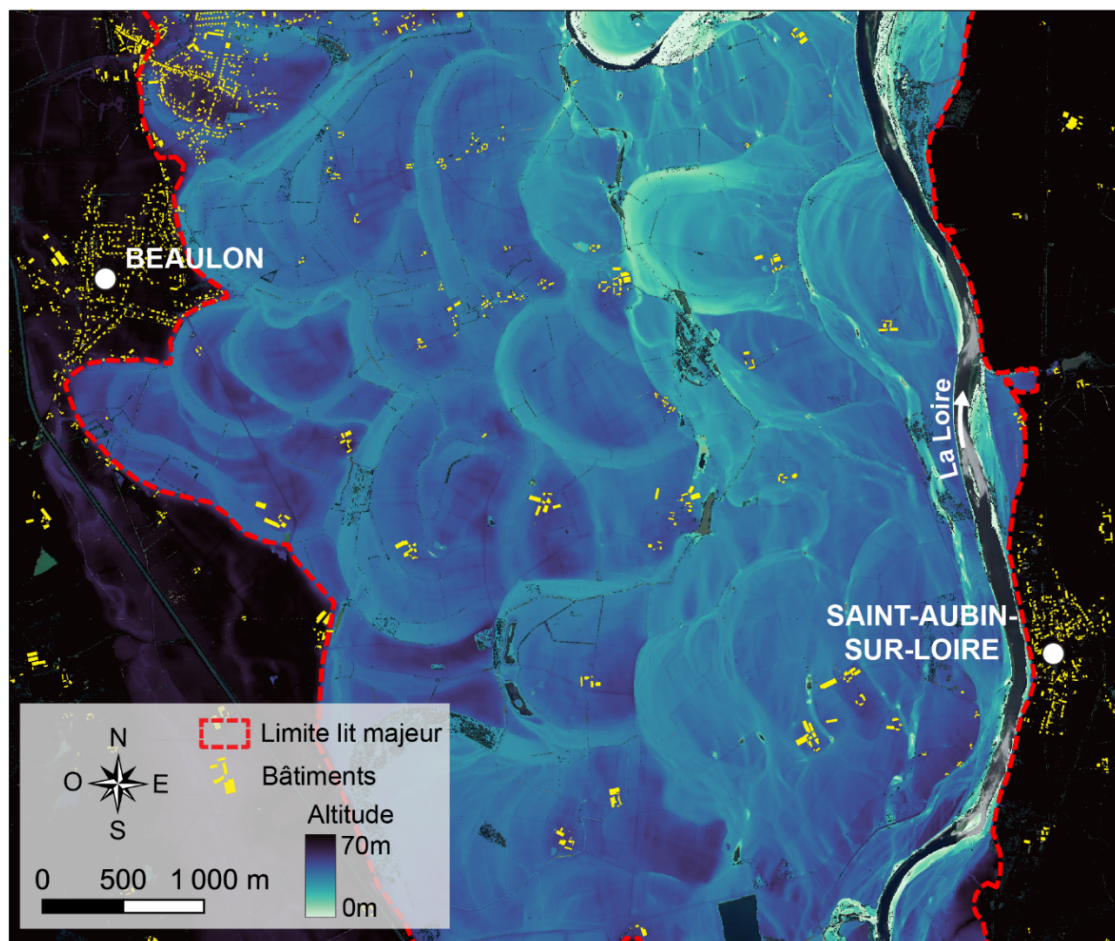 BEAULON
La Loire
SAINT-AUBIN-
SUR-LOIRE
N
O E
S
Limite lit majeur
Bâtiments
Altitude
70m
0m
0 500 1 000 m